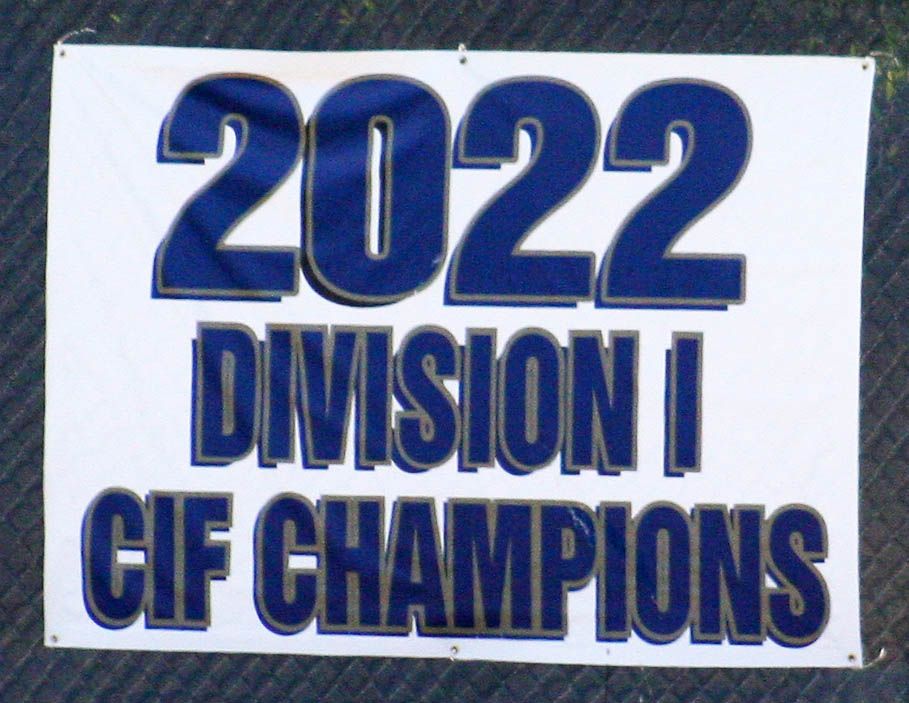 2022
DIVISION I
CIF CHAMPIONS